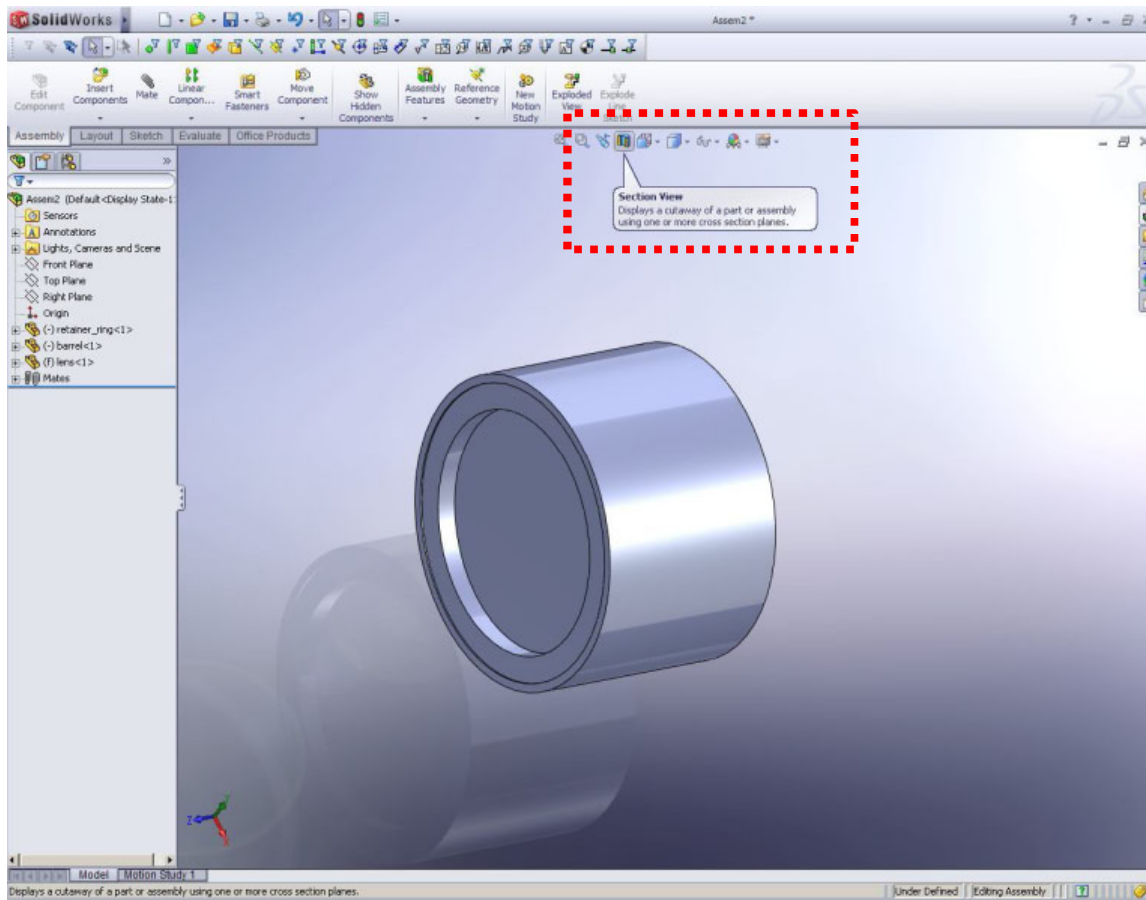 SolidWorks
Assem2 *
?
Edit Component
Insert Components
Mate
Linear Compon...
Smart Fasteners
Move Component
Show Hidden Components
Assembly Features
Reference Geometry
New Motion Study
Exploded View
Explode Line Sketch
Assembly Layout Sketch Evaluate Office Products
Section View
Displays a cutaway of a part or assembly
using one or more cross section planes.
Assem2 (Default<Display State-1
Sensors
Annotations
Lights, Cameras and Scene
Front Plane
Top Plane
Right Plane
Origin
(-) retainer_ring<1>
(-) barrel<1>
(f) lens<1>
Mates
Y
Z
X
Model Motion Study 1
Displays a cutaway of a part or assembly using one or more cross section planes.
Under Defined Editing Assembly